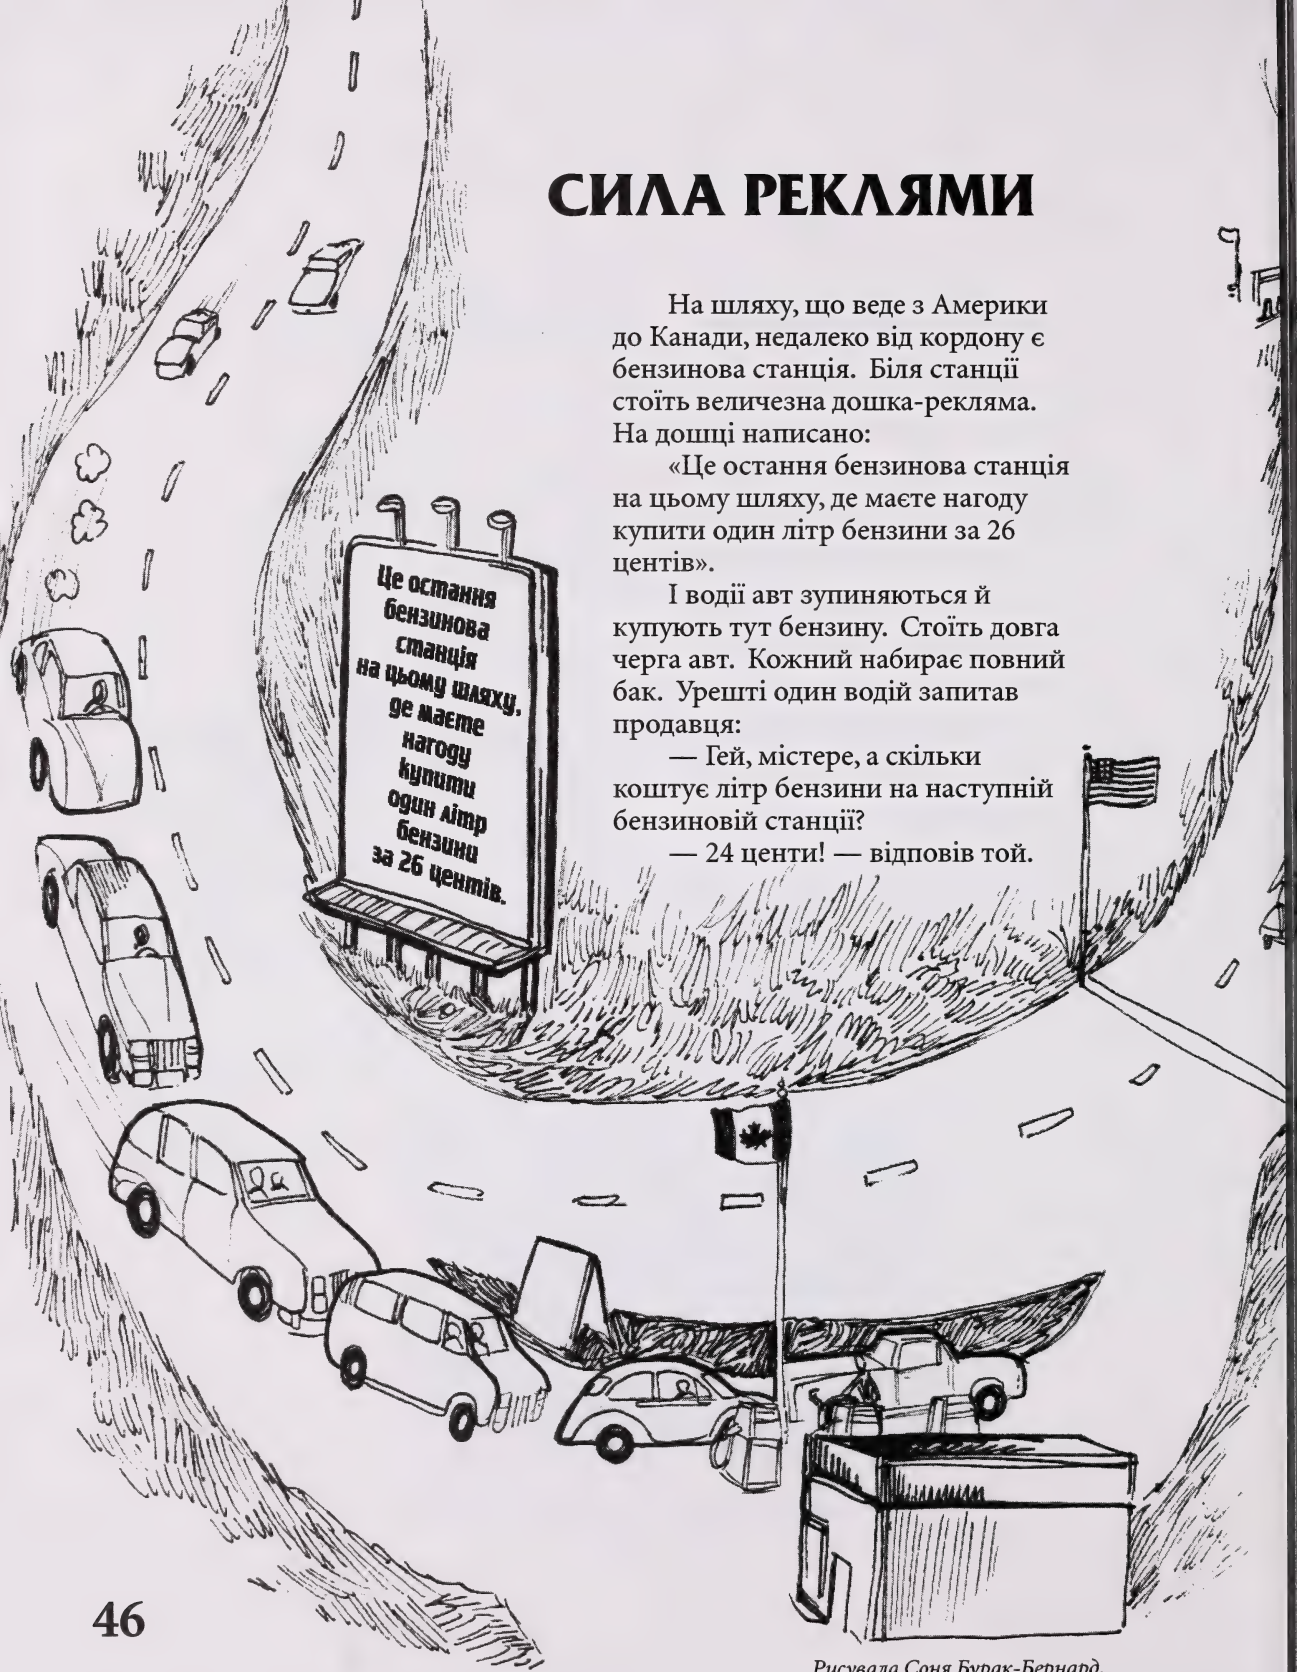 СИЛА РЕКЛЯМИ
На шляху, що веде з Америки
до Канади, недалеко від кордону є
бензинова станція. Біля станції
стоїть величезна дошка-рекляма.
На дошці написано:
«Це остання бензинова станція
на цьому шляху, де маєте нагоду
купити один літр бензини за 26
центів».
І водії авт зупиняються й
купують тут бензину. Стоїть довга
черга авт. Кожний набирає повний
бак. Урешті один водій запитав
продавця:
— Гей, містере, а скільки
коштує літр бензини на наступній
бензиновій станції?
— 24 центи! — відповів той.
Це остання
бензинова
станція
на цьому шляху,
де маєте
нагоду
купити
один літр
бензини
за 26 центів.
46
Рисувала Соня Бурак-Бернард.